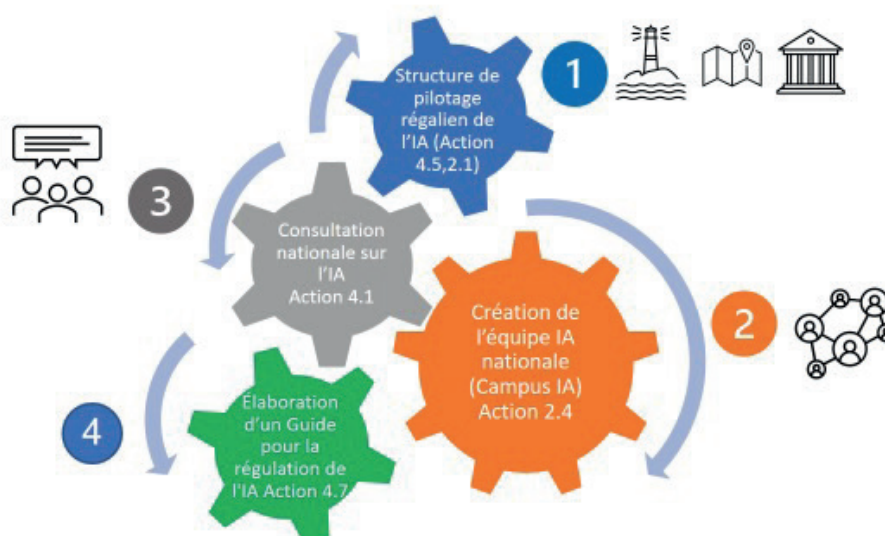 1
Structure de
pilotage
régalien de
l'IA (Action
4.5,2.1)
2
Création de
l'équipe IA
nationale
(Campus IA)
Action 2.4
3
Consultation
nationale sur
l'IA
Action 4.1
4
Élaboration
d'un Guide
pour la
régulation de
l'IA Action 4.7